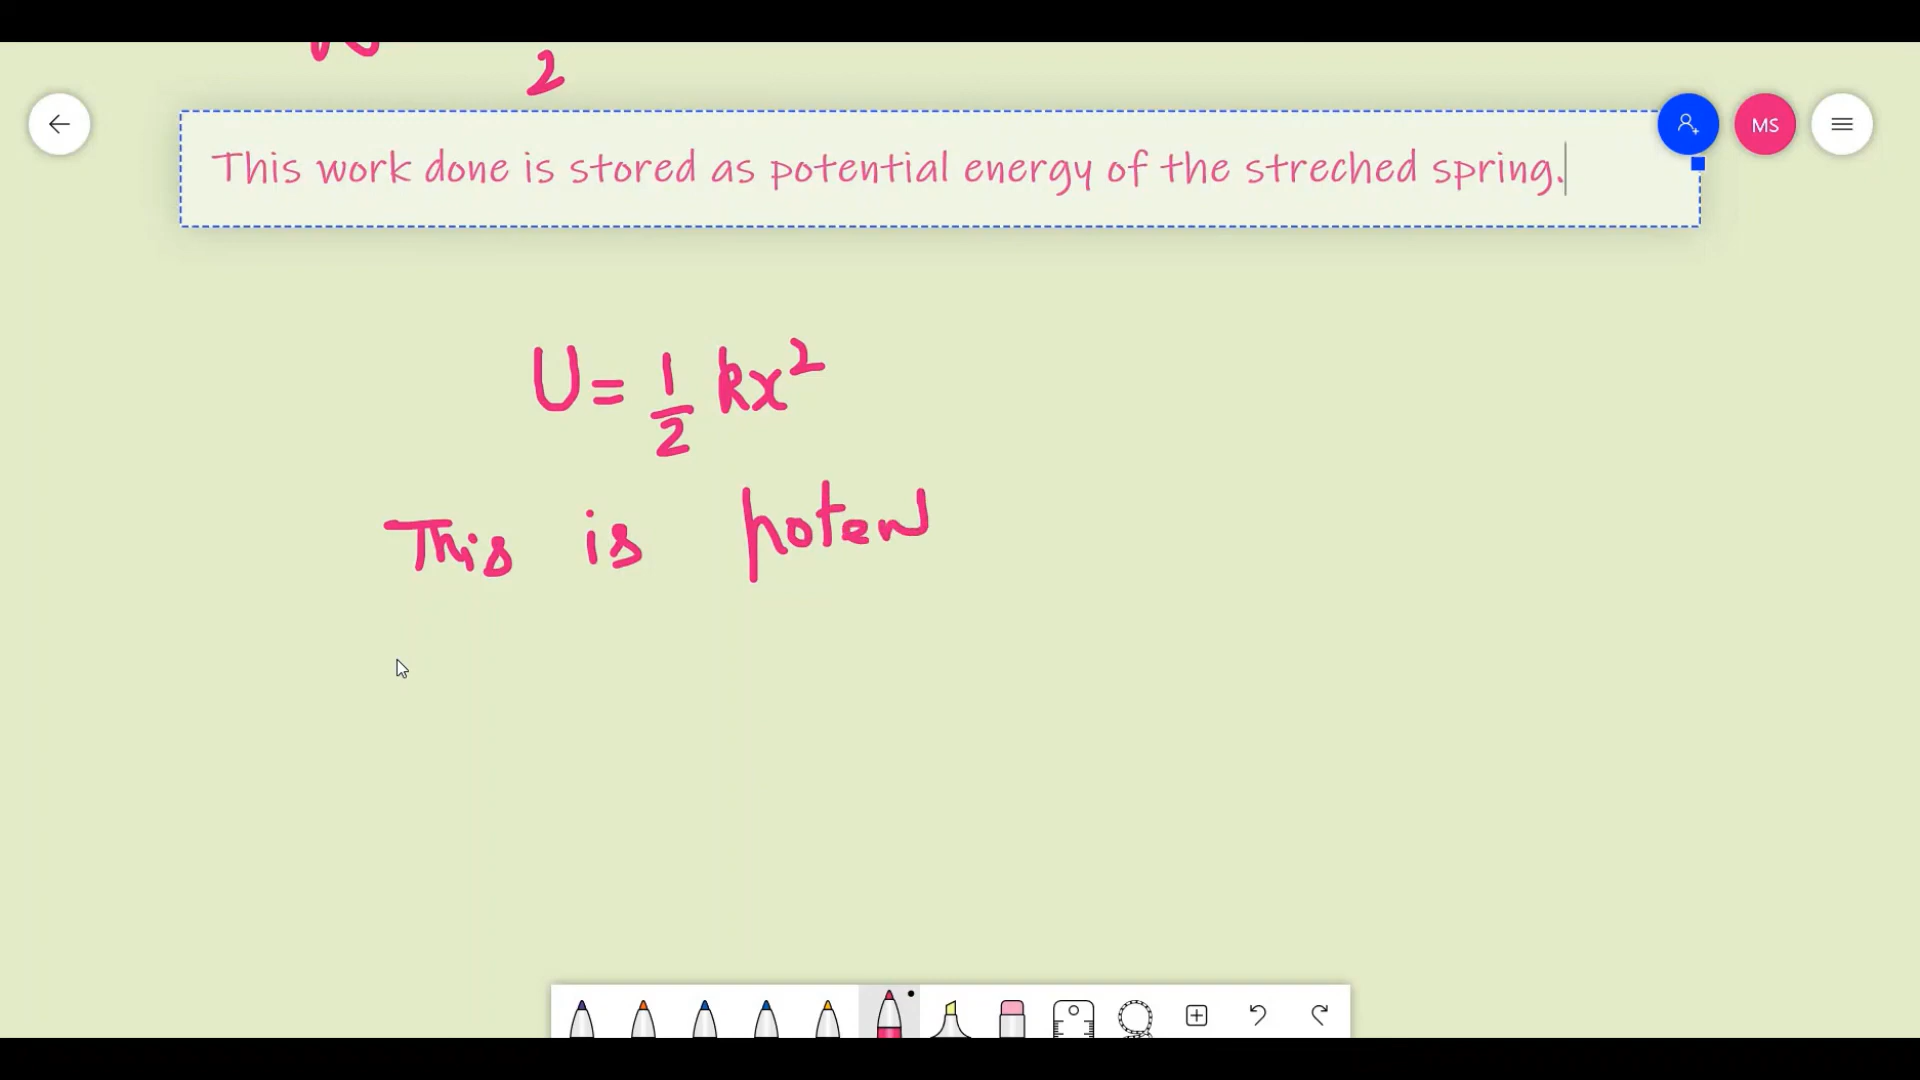 2
This work done is stored as potential energy of the streched spring.
MS
U = 1/2 kx²
This is poten